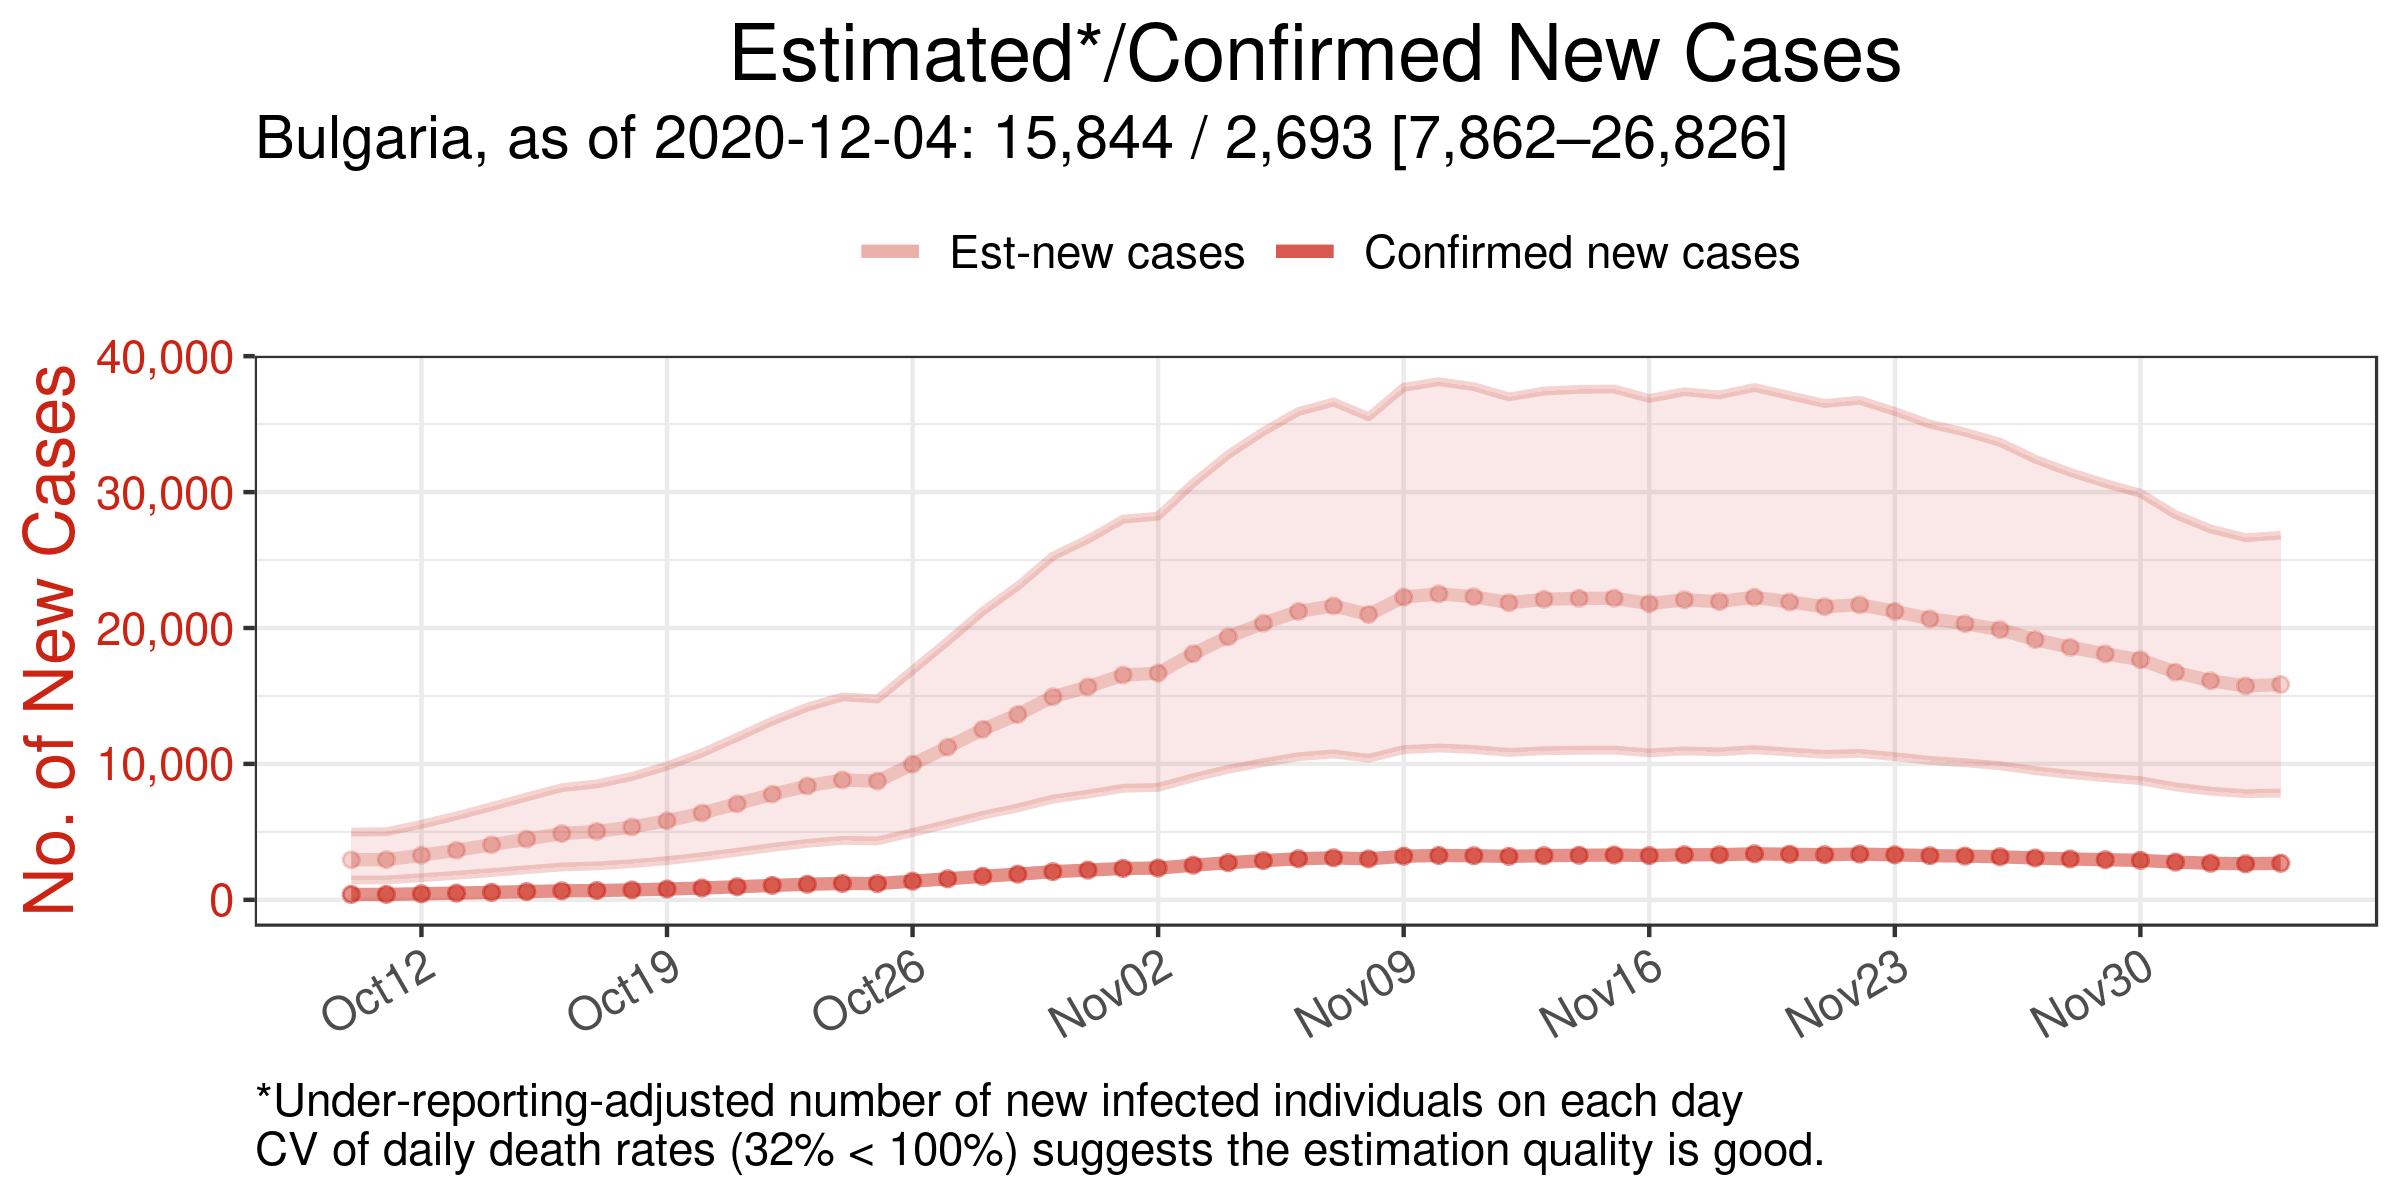 Estimated*/Confirmed New Cases
Bulgaria, as of 2020-12-04: 15,844 / 2,693 [7,862–26,826]
Est-new cases
Confirmed new cases
No. of New Cases
40,000
30,000
20,000
10,000
0
Oct12
Oct19
Oct26
Nov02
Nov09
Nov16
Nov23
Nov30
*Under-reporting-adjusted number of new infected individuals on each day
CV of daily death rates (32% < 100%) suggests the estimation quality is good.